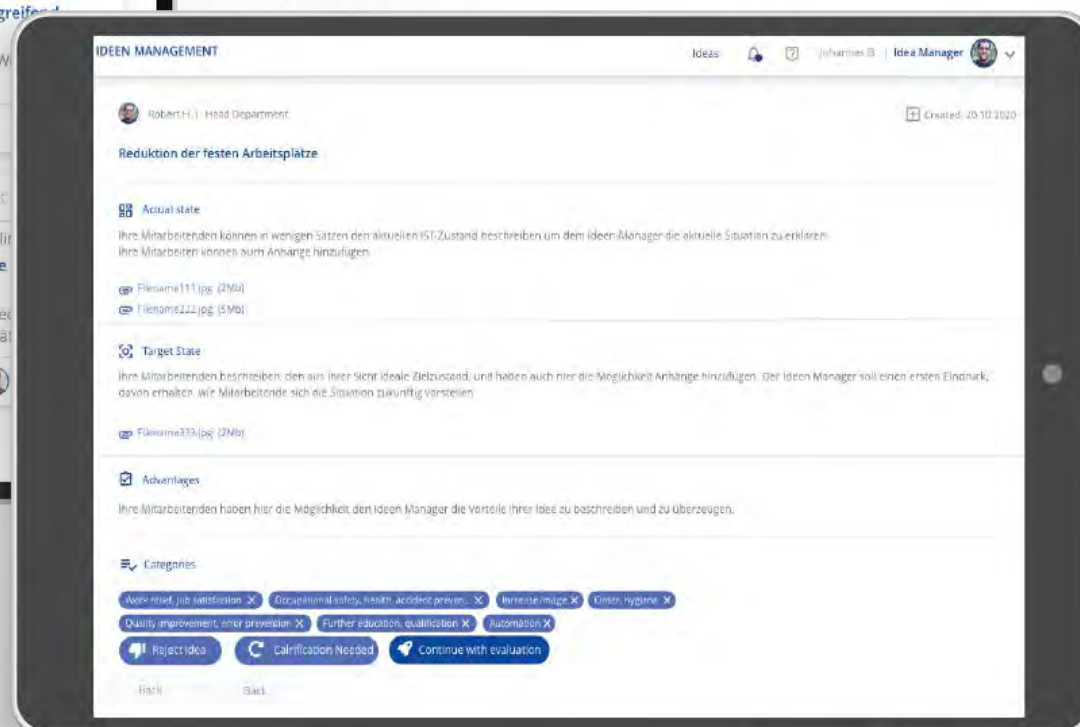 greifend
IDEEN MANAGEMENT
Ideas
Johannes B. | Idea Manager
Robert H. | Head Department
Created: 20.10.2020
Reduktion der festen Arbeitsplätze
Actual state
Ihre Mitarbeitenden können in wenigen Sätzen den aktuellen IST-Zustand beschreiben um dem Ideen Manager die aktuelle Situation zu erklären.
Ihre Mitarbeiten können auch Anhänge hinzufügen
Filename111.jpg (2Mb)
Filename222.jpg (5Mb)
Target State
Ihre Mitarbeitenden beschreiben, den aus ihrer Sicht ideale Zielzustand, und haben auch hier die Möglichkeit Anhänge hinzufügen. Der Ideen Manager soll einen ersten Eindruck,
davon erhalten, wie Mitarbeitende sich die Situation zukünftig vorstellen
Filename333.jpg (2Mb)
Advantages
Ihre Mitarbeitenden haben hier die Möglichkeit den Ideen Manager die Vorteile ihrer Idee zu beschreiben und zu überzeugen.
Categories
Work relief, job satisfaction X Occupational safety, health, accident preven... X Increase image X hygiene X
Quality improvement, error prevention X Further education, qualification X Automation X
Reject Idea Calrification Needed Continue with evaluation
Back Back